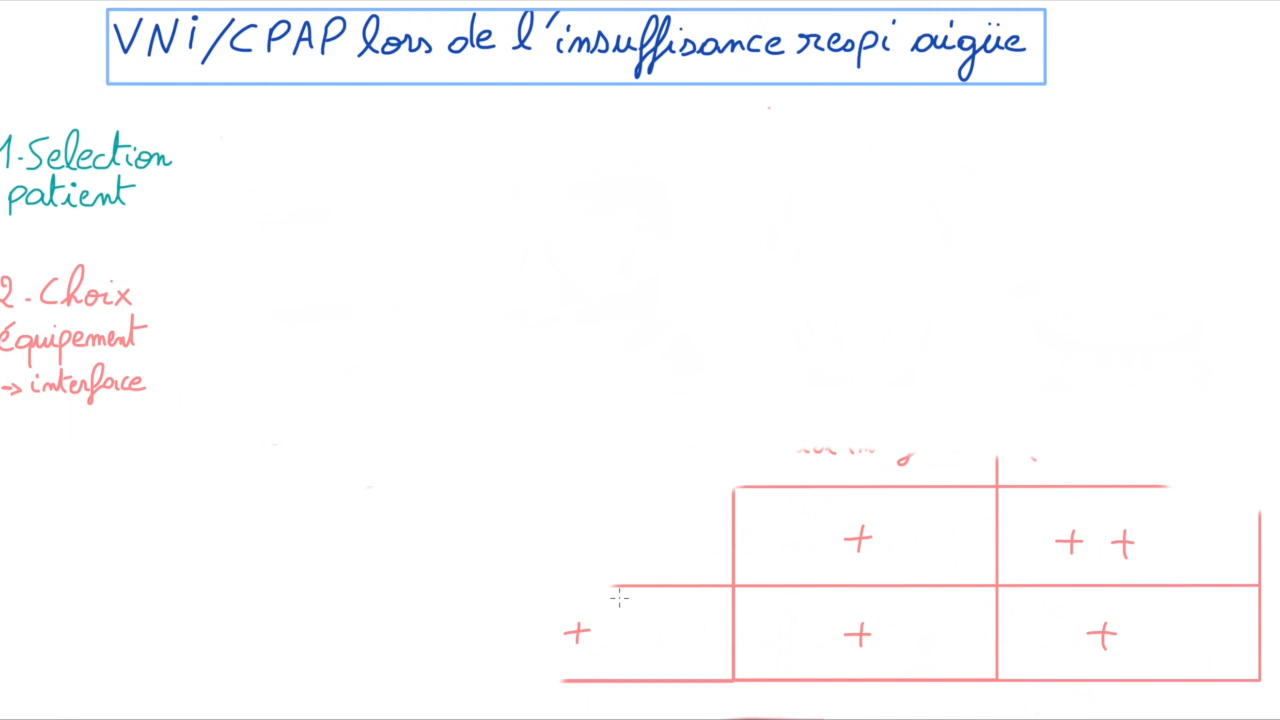 VNi/CPAP lors de l'insuffisance respi aigüe
1-Selection
patient
2-Choix
équipement
→ interface
+
+ +
+
+
+